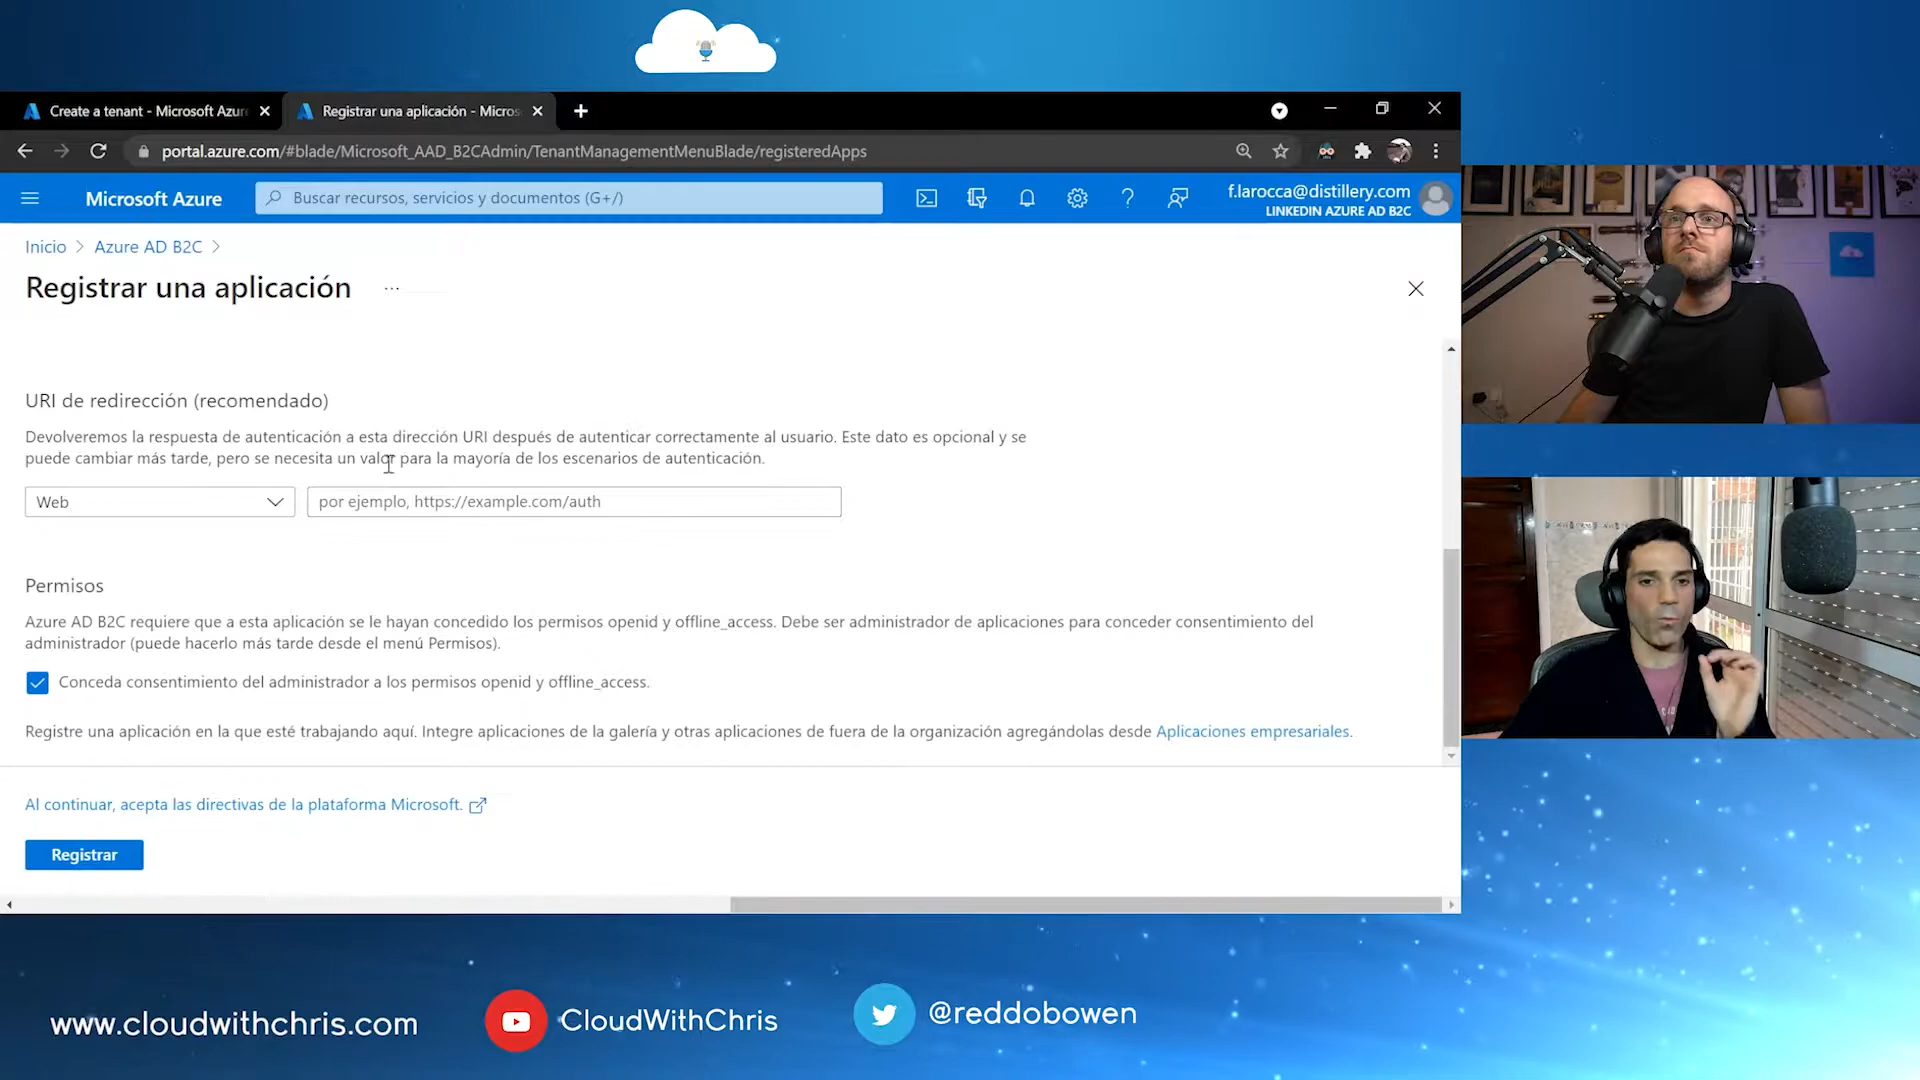 Create a tenant - Microsoft Azur
Registrar una aplicación - Micros
portal.azure.com/#blade/Microsoft_AAD_B2CAdmin/TenantManagementMenuBlade/registeredApps
Microsoft Azure
Buscar recursos, servicios y documentos (G+/)
f.larocca@distillery.com
LINKEDIN AZURE AD B2C
Inicio > Azure AD B2C >
Registrar una aplicación ...
URI de redirección (recomendado)
Devolveremos la respuesta de autenticación a esta dirección URI después de autenticar correctamente al usuario. Este dato es opcional y se
puede cambiar más tarde, pero se necesita un valor para la mayoría de los escenarios de autenticación.
Web
por ejemplo, https://example.com/auth
Permisos
Azure AD B2C requiere que a esta aplicación se le hayan concedido los permisos openid y offline_access. Debe ser administrador de aplicaciones para conceder consentimiento del
administrador (puede hacerlo más tarde desde el menú Permisos).
Conceda consentimiento del administrador a los permisos openid y offline_access.
Registre una aplicación en la que esté trabajando aquí. Integre aplicaciones de la galería y otras aplicaciones de fuera de la organización agregándolas desde Aplicaciones empresariales.
Al continuar, acepta las directivas de la plataforma Microsoft.
Registrar
www.cloudwithchris.com
CloudWithChris
@reddobowen